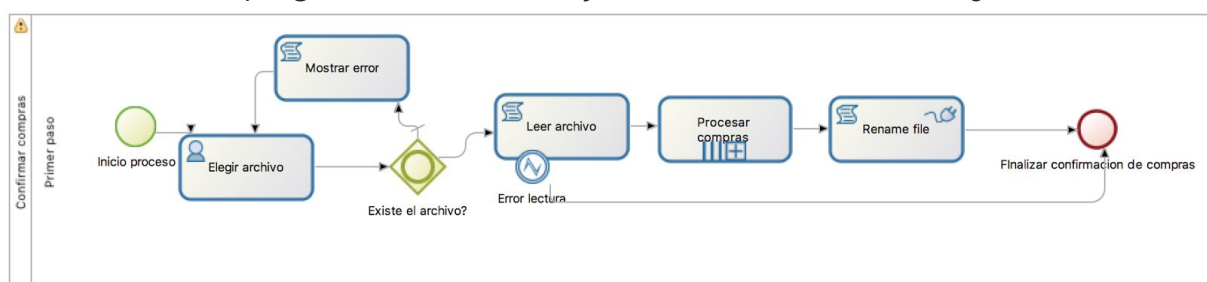 Confirmar compras
Primer paso
Inicio proceso
Mostrar error
Elegir archivo
Existe el archivo?
Leer archivo
Error lectura
Procesar
compras
Rename file
FInalizar confirmacion de compras